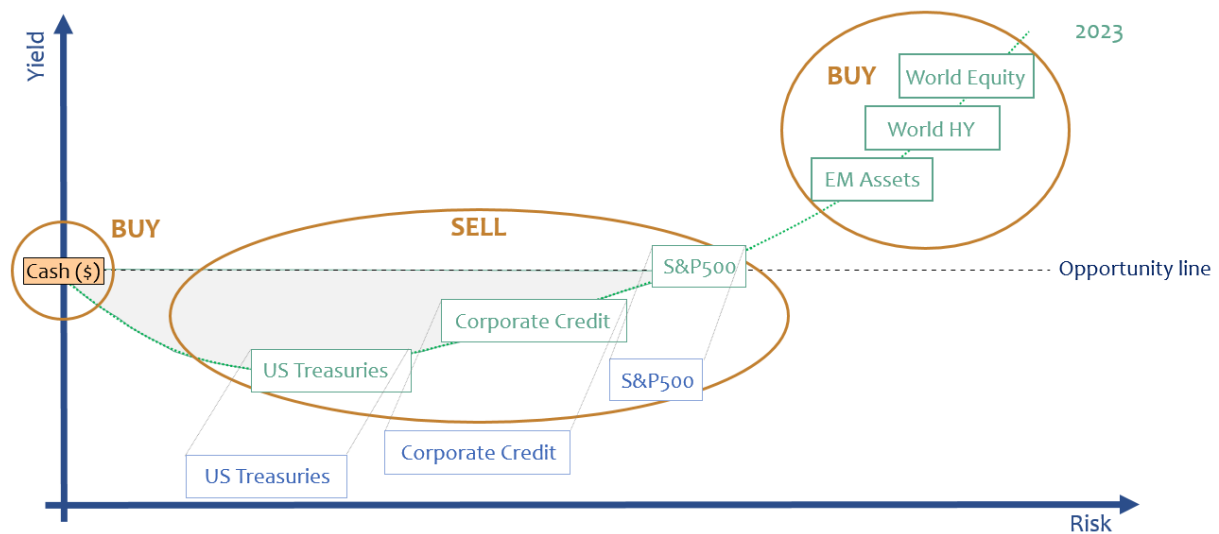 Yield
2023
BUY
World Equity
World HY
EM Assets
BUY
SELL
Cash ($)
S&P500
Opportunity line
Corporate Credit
US Treasuries
S&P500
Corporate Credit
US Treasuries
Risk